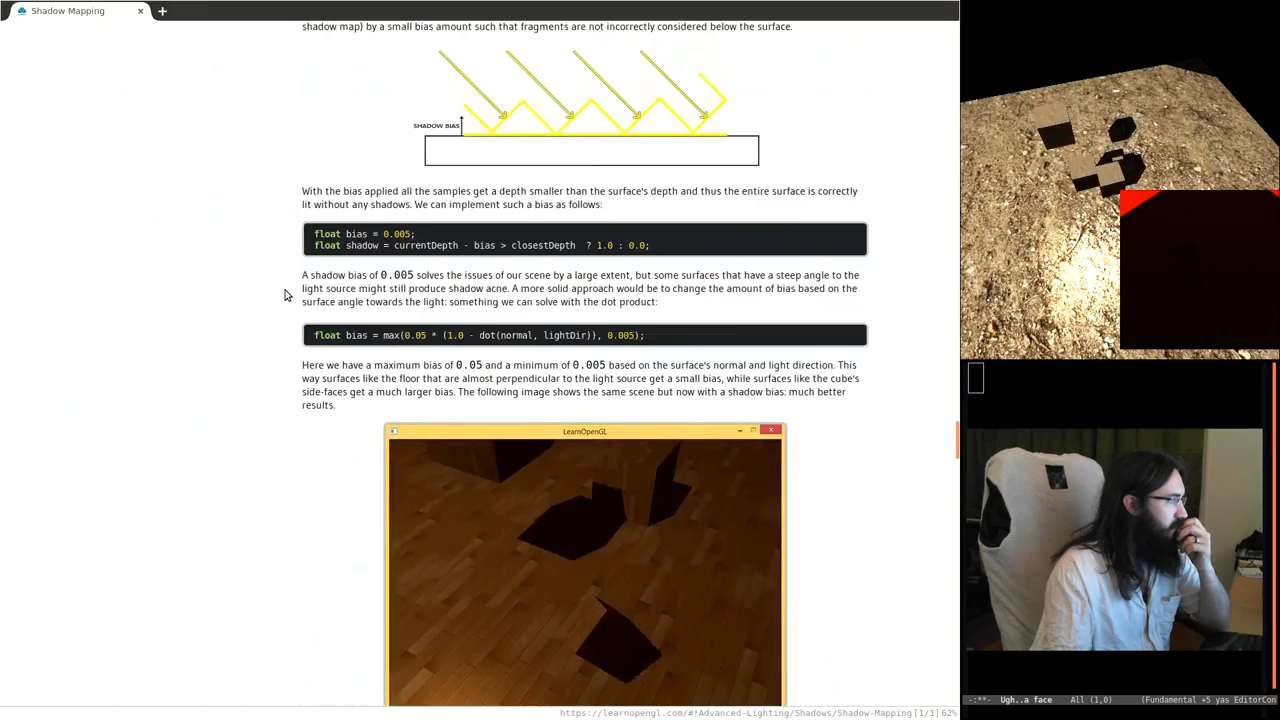 Shadow Mapping
shadow map) by a small bias amount such that fragments are not incorrectly considered below the surface.
SHADOW BIAS
With the bias applied all the samples get a depth smaller than the surface's depth and thus the entire surface is correctly
lit without any shadows. We can implement such a bias as follows:
float bias = 0.005;
float shadow = currentDepth - bias > closestDepth  ? 1.0 : 0.0;
A shadow bias of 0.005 solves the issues of our scene by a large extent, but some surfaces that have a steep angle to the
light source might still produce shadow acne. A more solid approach would be to change the amount of bias based on the
surface angle towards the light: something we can solve with the dot product:
float bias = max(0.05 * (1.0 - dot(normal, lightDir)), 0.005);
Here we have a maximum bias of 0.05 and a minimum of 0.005 based on the surface's normal and light direction. This
way surfaces like the floor that are almost perpendicular to the light source get a small bias, while surfaces like the cube's
side-faces get a much larger bias. The following image shows the same scene but now with a shadow bias: much better
results.
LearnOpenGL
https://learnopengl.com/#!Advanced-Lighting/Shadows/Shadow-Mapping[1/1]62%
-:**-  Ugh..a face   All (1,0)   (Fundamental +5 yas EditorCon